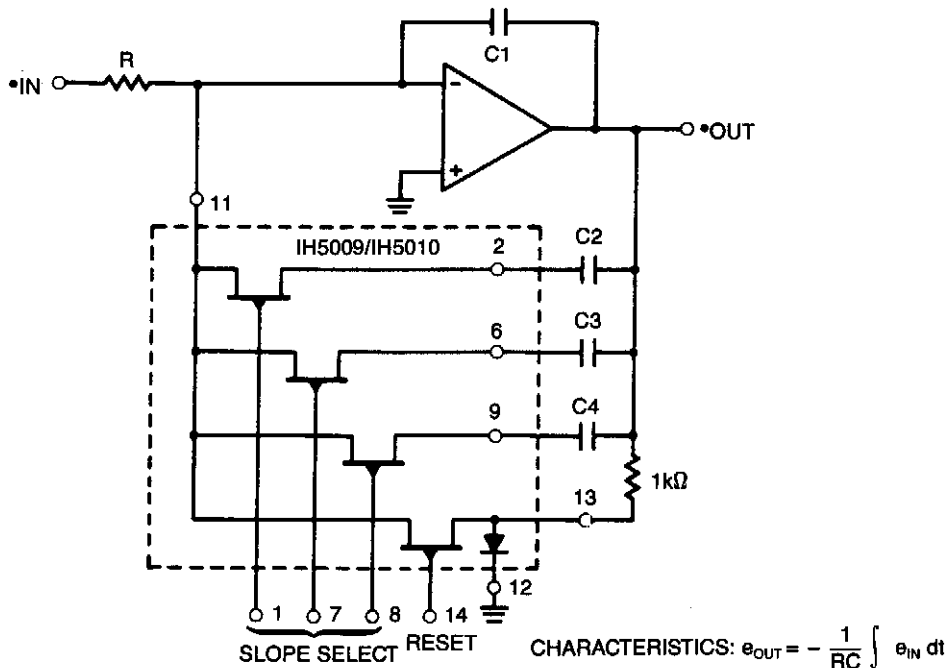 C1
R
•IN
•OUT
11
IH5009/IH5010
2
C2
6
C3
9
C4
1kΩ
13
12
1
7
8
14
SLOPE SELECT
RESET
CHARACTERISTICS: eOUT = - 1/RC ∫ eIN dt